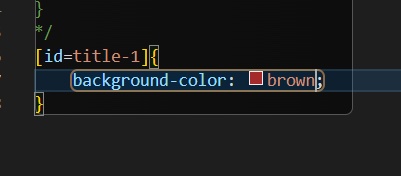 }
*/
[id=title-1]{
background-color: brown;
}